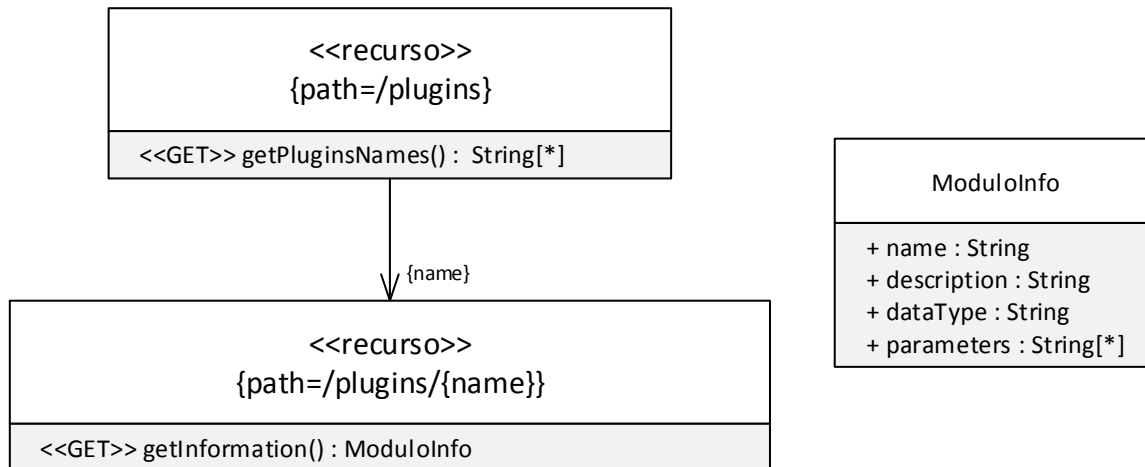 <<recurso>>
{path=/plugins}
<<GET>> getPluginsNames() : String[*]
{name}
<<recurso>>
{path=/plugins/{name}}
<<GET>> getInformation() : ModuloInfo
ModuloInfo
+ name : String
+ description : String
+ dataType : String
+ parameters : String[*]